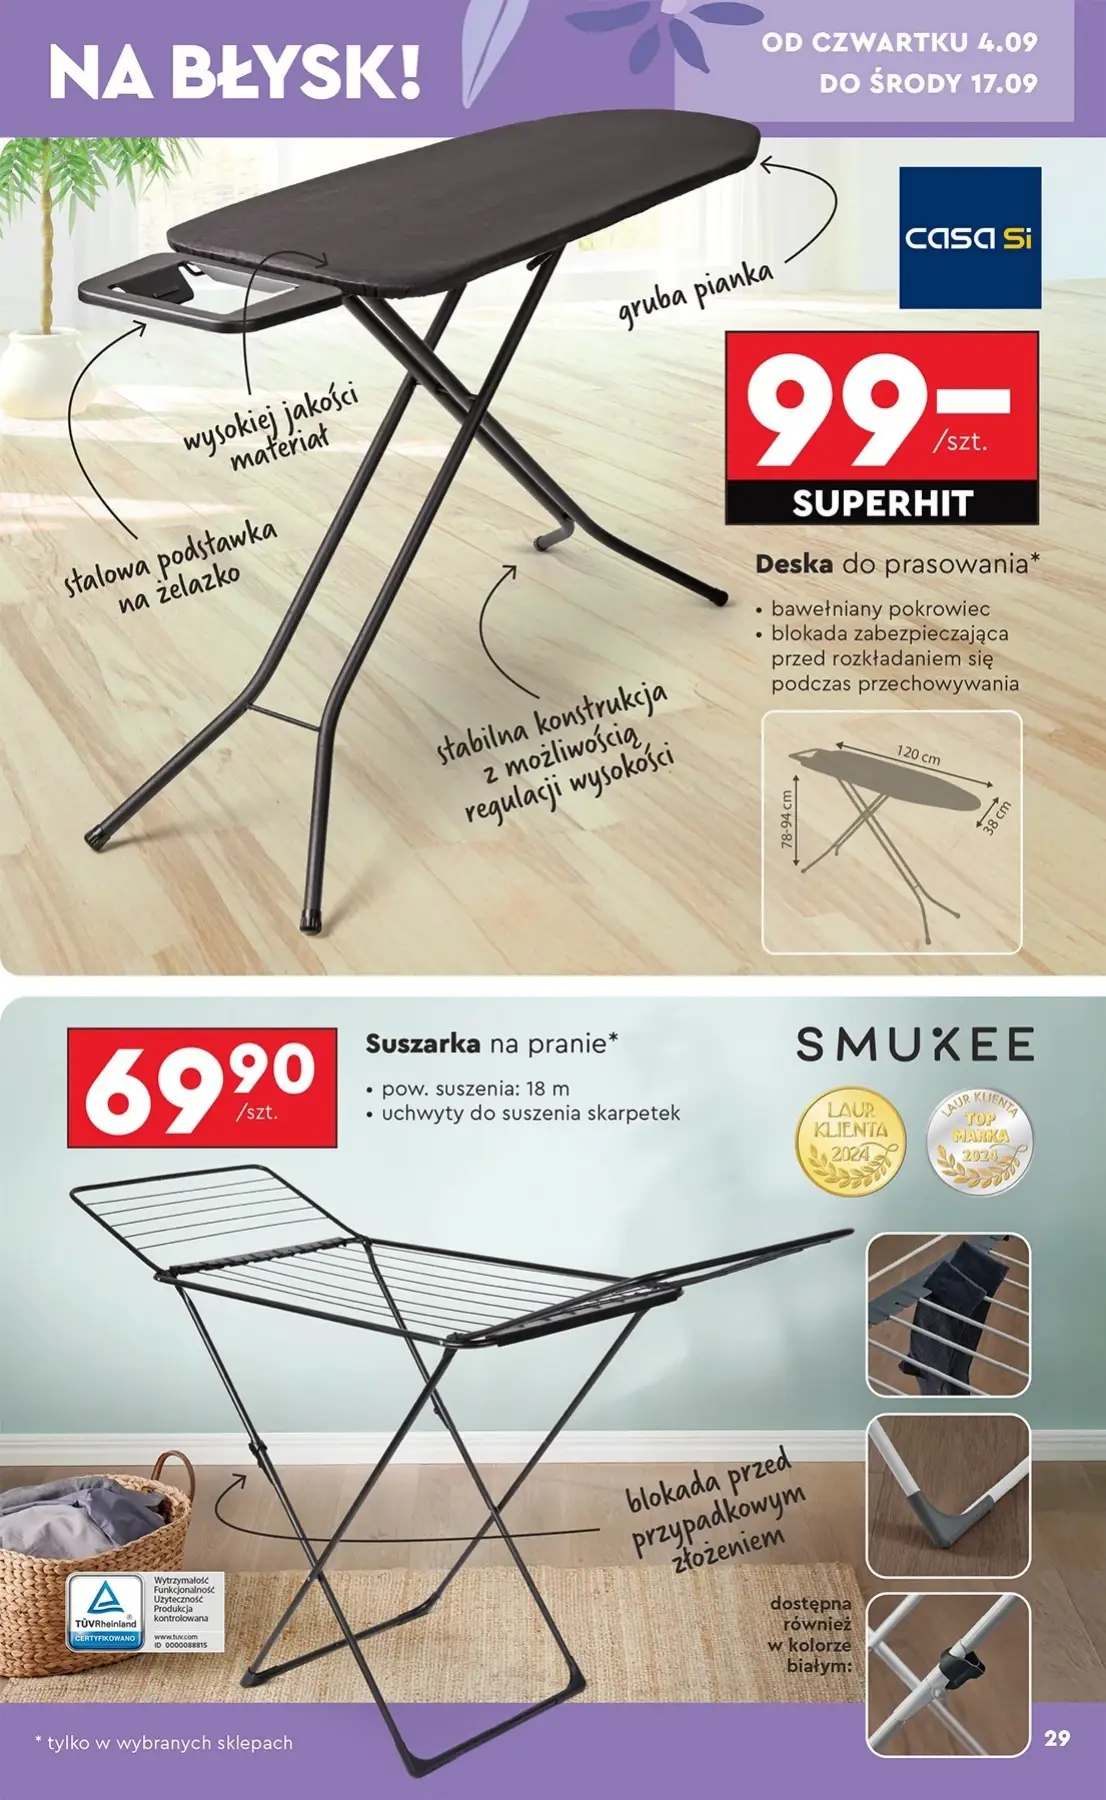 NA BŁYSK!
OD CZWARTKU 4.09
DO ŚRODY 17.09
casa si
gruba pianka
99-
/szt.
SUPERHIT
wysokiej jakości
materiał
stalowa podstawka
na żelazko
Deska do prasowania*
• bawełniany pokrowiec
• blokada zabezpieczająca
przed rozkładaniem się
podczas przechowywania
stabilna konstrukcja
z możliwością
regulacji wysokości
120 cm
78-94 cm
38 cm
69 90
/szt.
Suszarka na pranie*
• pow. suszenia: 18 m
• uchwyty do suszenia skarpetek
SMUKEE
LAUR
KLIENTA
2024
LAUR KLIENTA
TOP
MARKA
2024
blokada przed
przypadkowym
złożeniem
TÜVRheinland®
CERTYFIKOWANO
Wytrzymałość
Funkcjonalność
Użyteczność
Produkcja
kontrolowana
www.tuv.com
ID 0000088815
dostępna
również
w kolorze
białym:
* tylko w wybranych sklepach
29